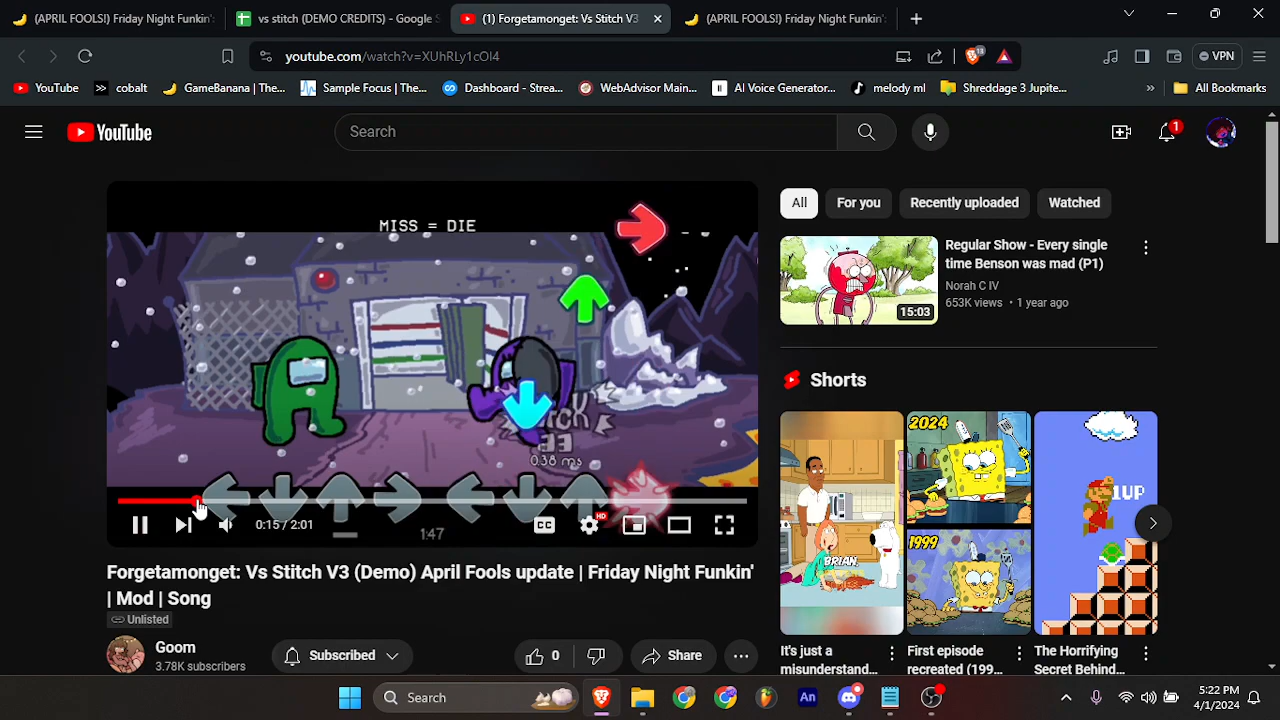 (APRIL FOOLS!) Friday Night Funkin'
vs stitch (DEMO CREDITS) - Google S
(1) Forgetamonget: Vs Stitch V3
(APRIL FOOLS!) Friday Night Funkin'
youtube.com/watch?v=XUhRLy1cOI4
13
VPN
YouTube
cobalt
GameBanana | The...
Sample Focus | The...
Dashboard - Strea...
WebAdvisor Main...
AI Voice Generator...
melody ml
Shreddage 3 Jupite...
All Bookmarks
YouTube
Search
1
MISS = DIE
33
0.38 ms
0:15 / 2:01
1:47
CC
HD
All
For you
Recently uploaded
Watched
Regular Show - Every single
time Benson was mad (P1)
Norah C IV
653K views • 1 year ago
15:03
Shorts
BRIAN,
2024
1999
1UP
It's just a
misunderstand...
First episode
recreated (199...
The Horrifying
Secret Behind...
Forgetamonget: Vs Stitch V3 (Demo) April Fools update | Friday Night Funkin'
| Mod | Song
Unlisted
Goom
3.78K subscribers
Subscribed
0
Share
Search
An
5:22 PM
4/1/2024